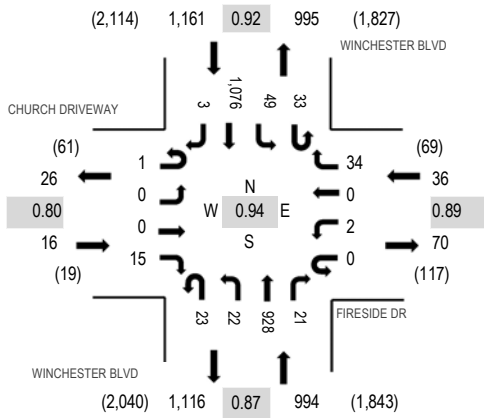 (2,114) 1,161 0.92 995 (1,827)
WINCHESTER BLVD
3 1,076 49 33
CHURCH DRIVEWAY
(61) (69)
1 34
26 0 N 0 36
0.80 W 0.94 E 0.89
0 S 2
16 15 0 70
(19) (117)
23 22 928 21
FIRESIDE DR
WINCHESTER BLVD
(2,040) 1,116 0.87 994 (1,843)